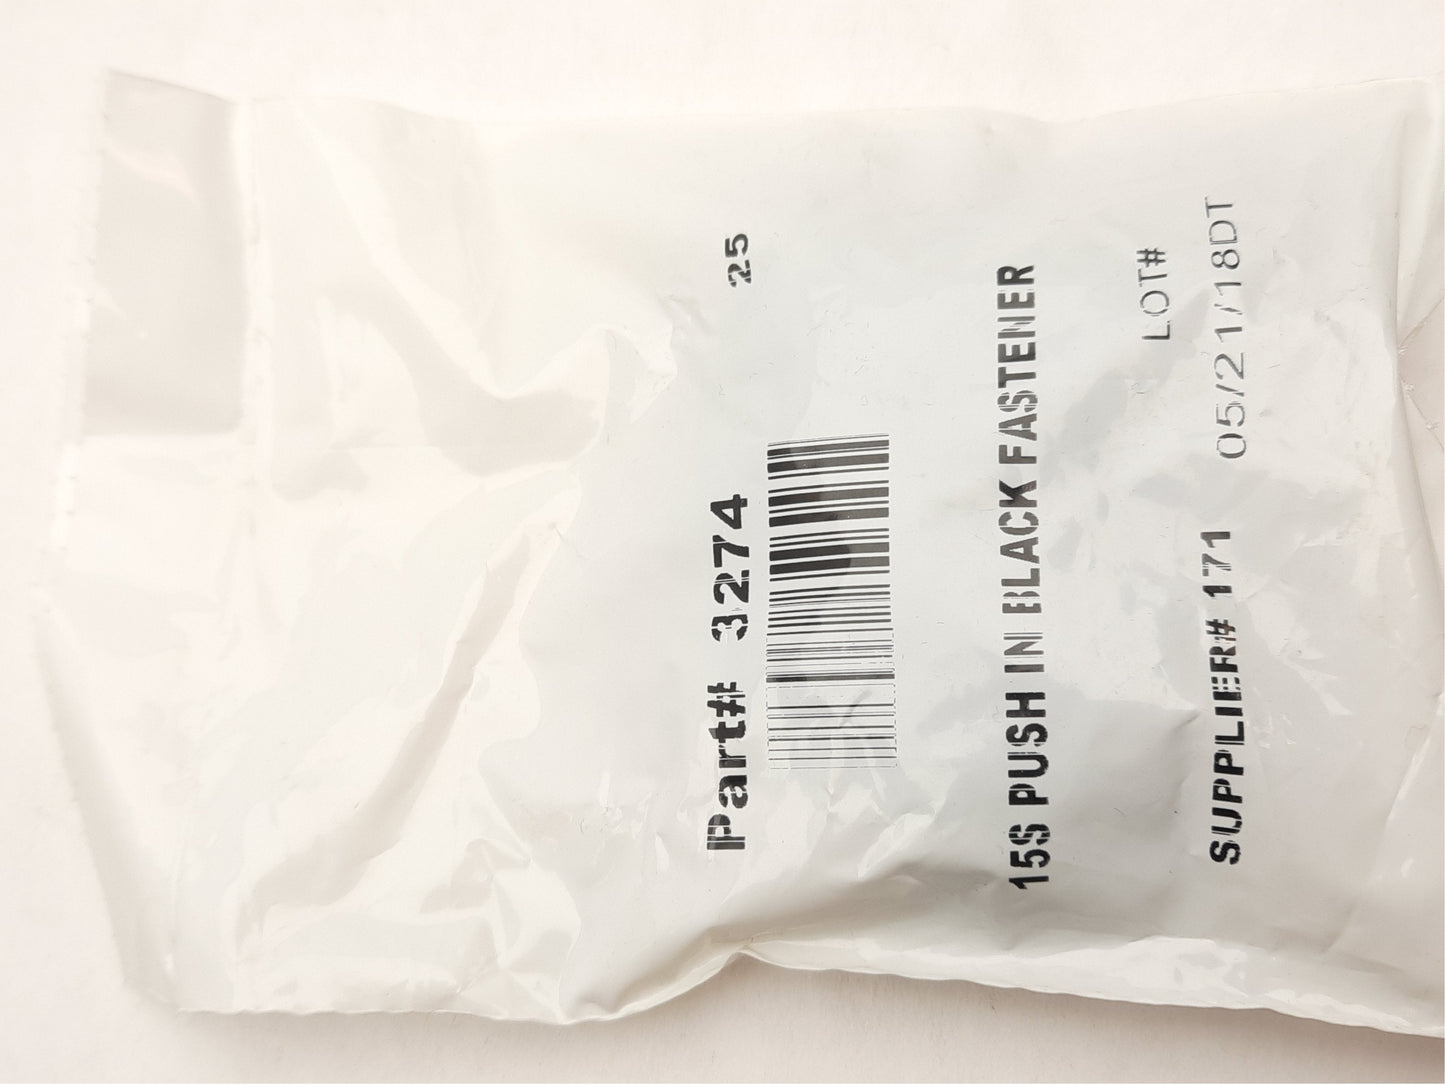 Part# 3274 25
15S PUSH IN BLACK FASTENER
LOT#
SUPPLIER# 171 05/21/18DT